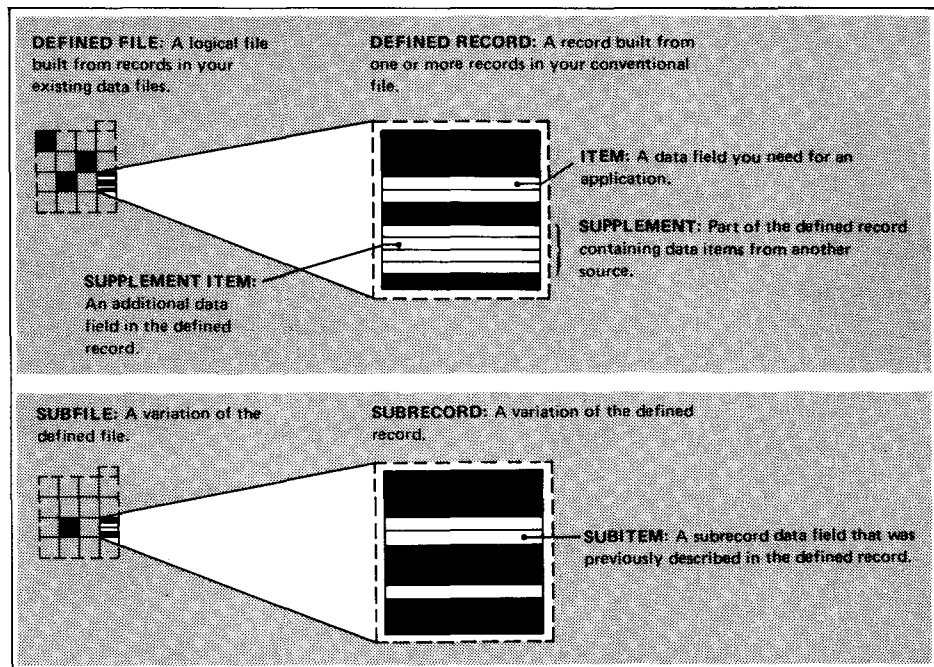 DEFINED FILE: A logical file
built from records in your
existing data files.
DEFINED RECORD: A record built from
one or more records in your conventional
file.
ITEM: A data field you need for an
application.
SUPPLEMENT: Part of the defined record
containing data items from another
source.
SUPPLEMENT ITEM:
An additional data
field in the defined
record.
SUBFILE: A variation of the
defined file.
SUBRECORD: A variation of the defined
record.
SUBITEM: A subrecord data field that was
previously described in the defined record.